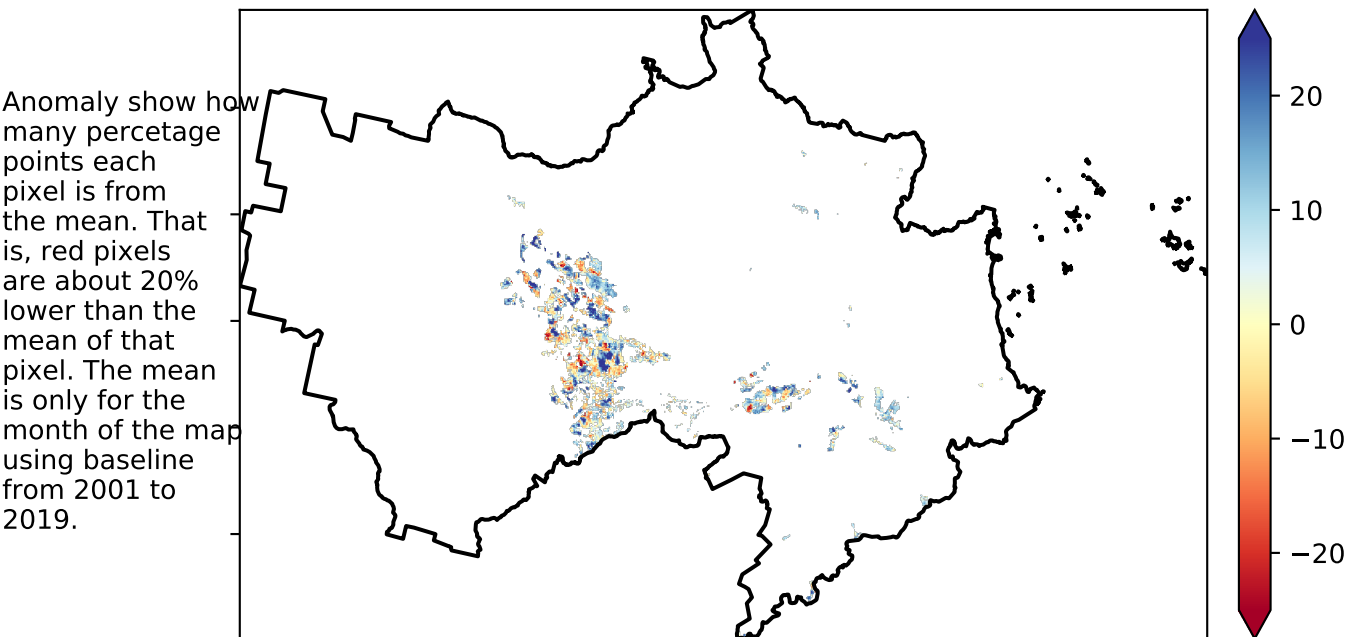 Anomaly show how
many percetage
points each
pixel is from
the mean. That
is, red pixels
are about 20%
lower than the
mean of that
pixel. The mean
is only for the
month of the map
using baseline
from 2001 to
2019.
20
10
0
−10
−20